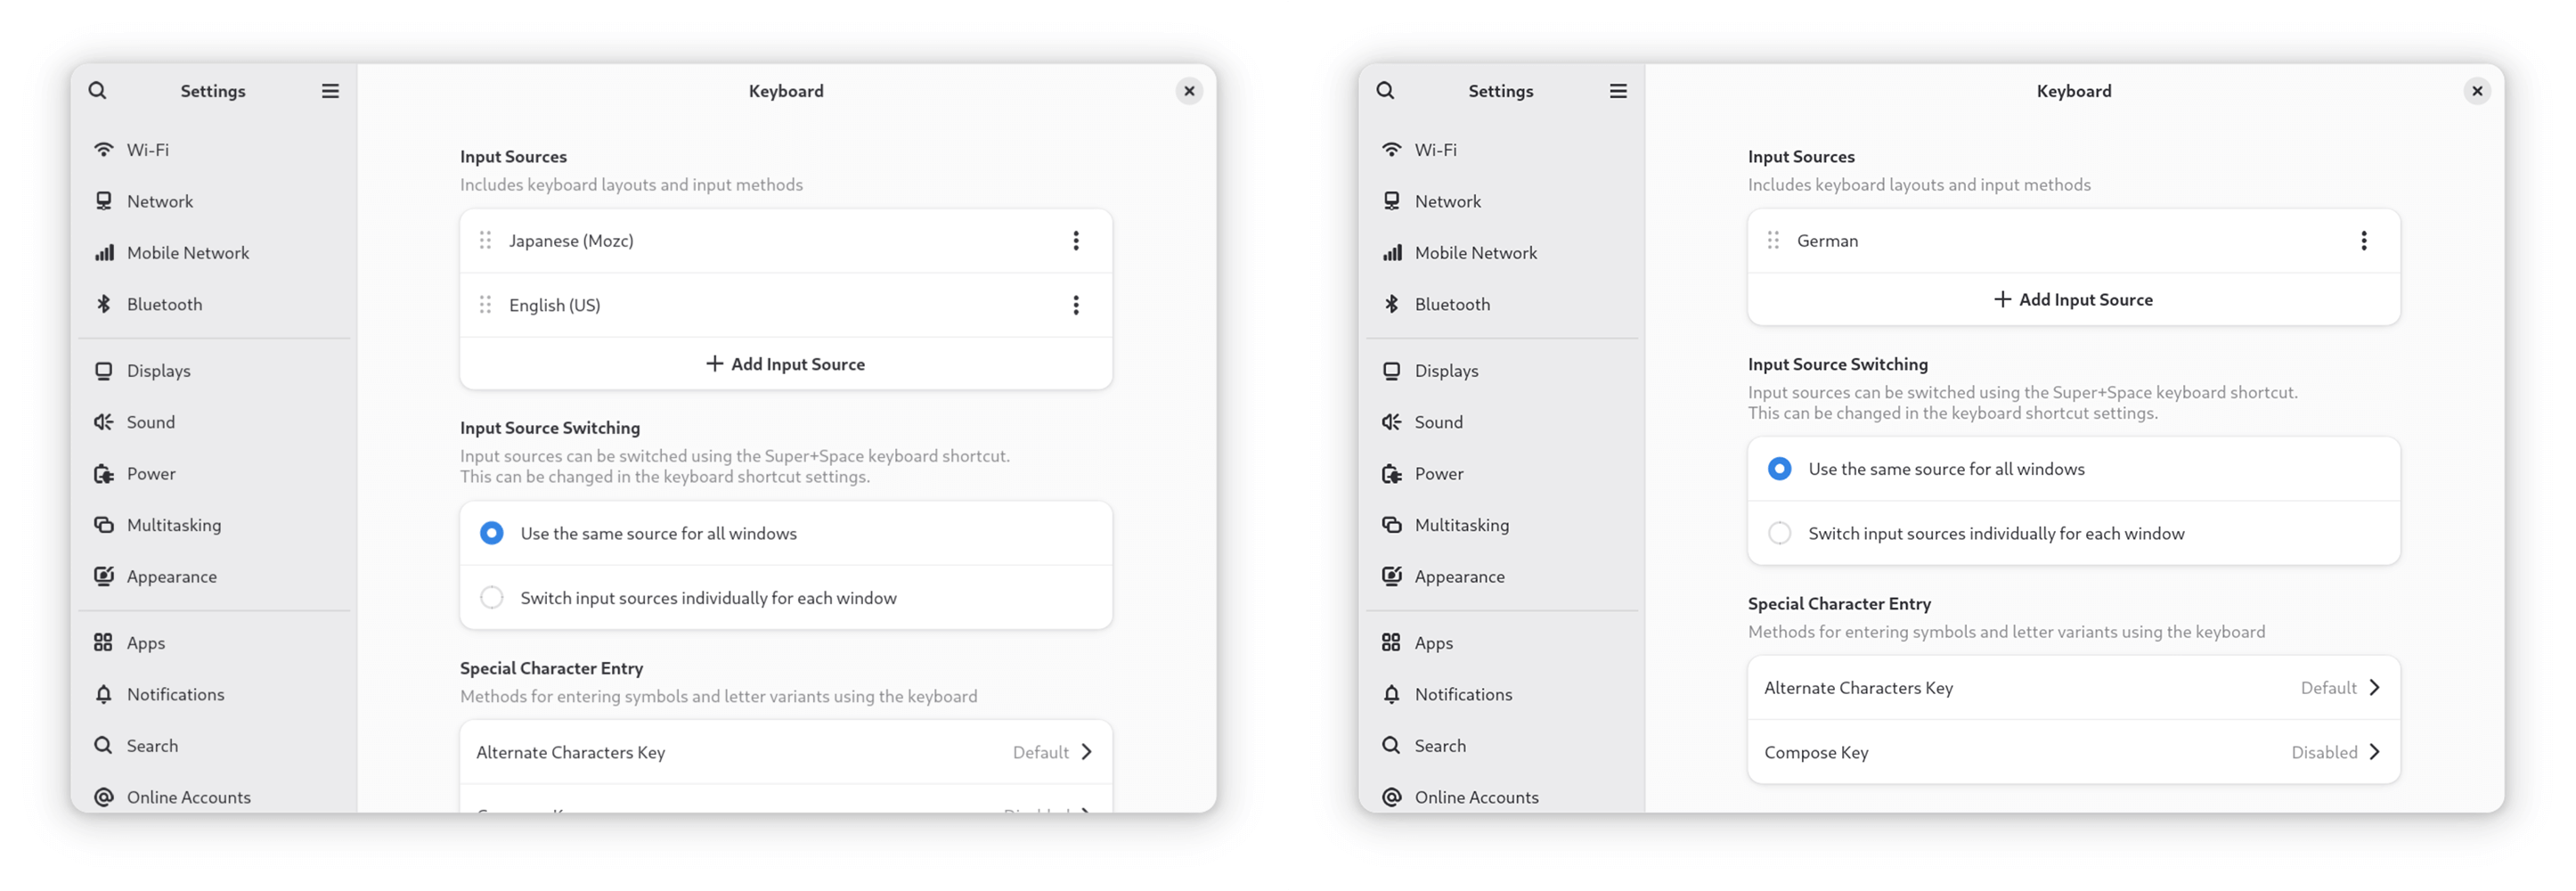 Settings
Wi-Fi
Network
Mobile Network
Bluetooth
Displays
Sound
Power
Multitasking
Appearance
Apps
Notifications
Search
Online Accounts
Keyboard
Input Sources
Includes keyboard layouts and input methods
Japanese (Mozc)
English (US)
+ Add Input Source
Input Source Switching
Input sources can be switched using the Super+Space keyboard shortcut.
This can be changed in the keyboard shortcut settings.
Use the same source for all windows
Switch input sources individually for each window
Special Character Entry
Methods for entering symbols and letter variants using the keyboard
Alternate Characters Key Default
Settings
Wi-Fi
Network
Mobile Network
Bluetooth
Displays
Sound
Power
Multitasking
Appearance
Apps
Notifications
Search
Online Accounts
Keyboard
Input Sources
Includes keyboard layouts and input methods
German
+ Add Input Source
Input Source Switching
Input sources can be switched using the Super+Space keyboard shortcut.
This can be changed in the keyboard shortcut settings.
Use the same source for all windows
Switch input sources individually for each window
Special Character Entry
Methods for entering symbols and letter variants using the keyboard
Alternate Characters Key Default
Compose Key Disabled